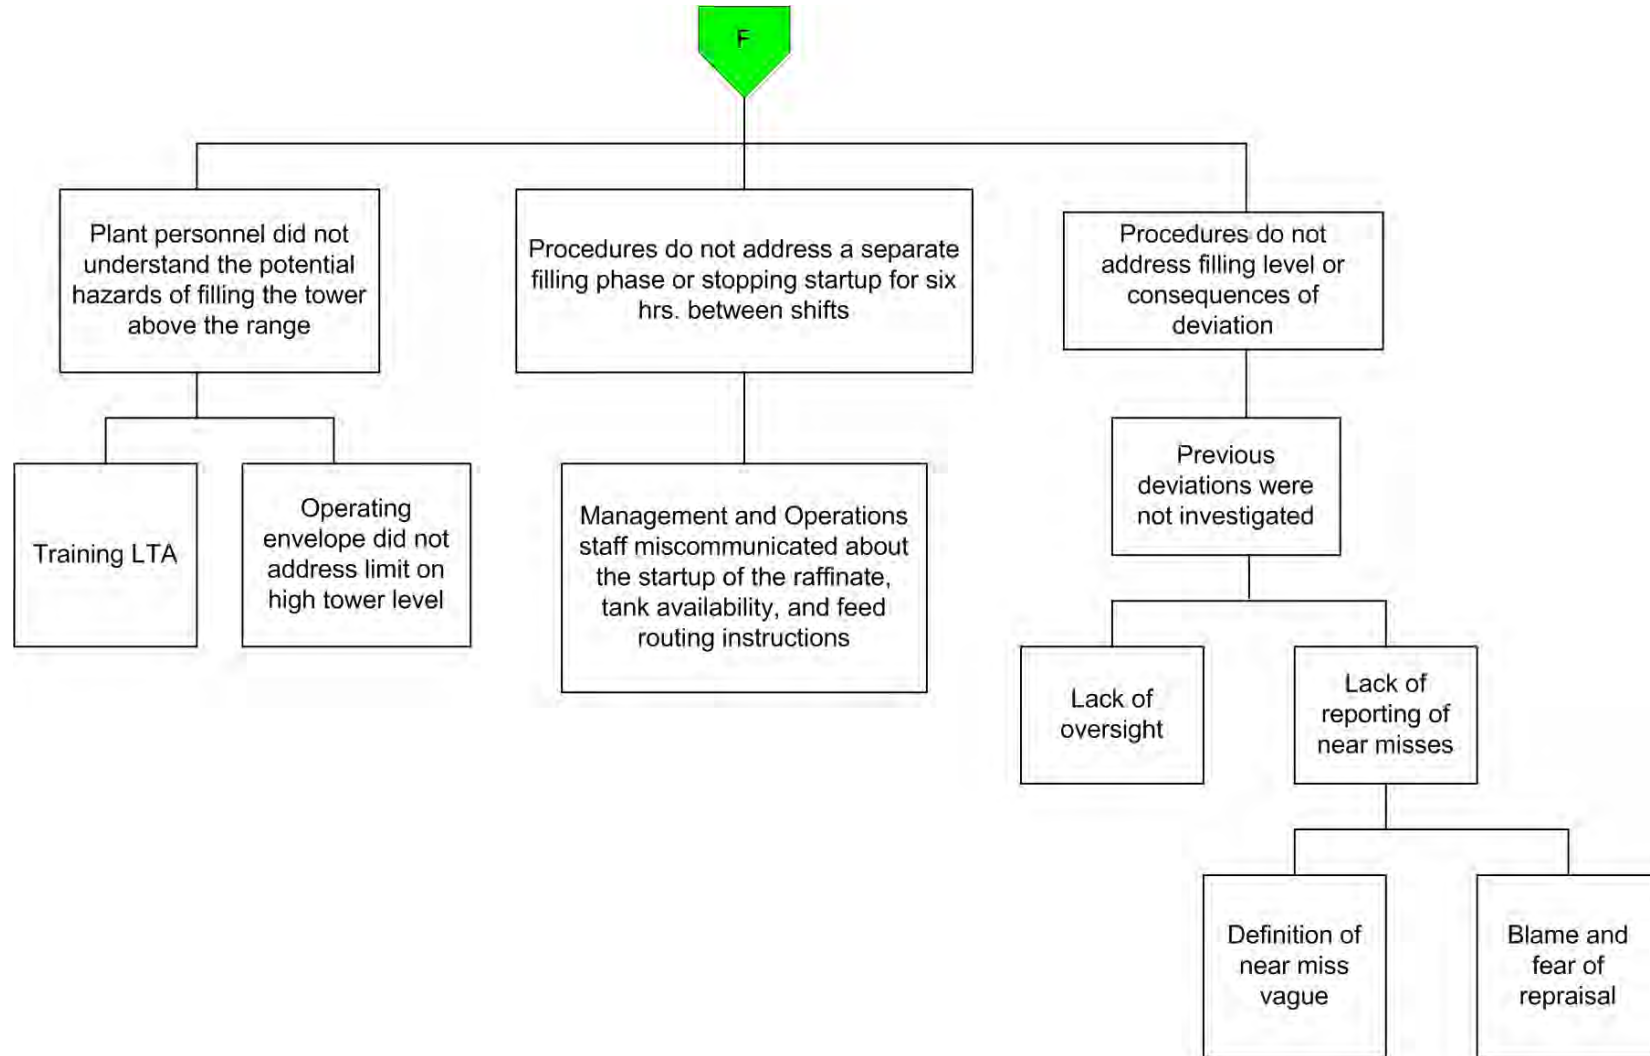 F
Plant personnel did not
understand the potential
hazards of filling the tower
above the range
Procedures do not address a separate
filling phase or stopping startup for six
hrs. between shifts
Procedures do not
address filling level or
consequences of
deviation
Training LTA
Operating
envelope did not
address limit on
high tower level
Management and Operations
staff miscommunicated about
the startup of the raffinate,
tank availability, and feed
routing instructions
Previous
deviations were
not investigated
Lack of
oversight
Lack of
reporting of
near misses
Definition of
near miss
vague
Blame and
fear of
repraisal